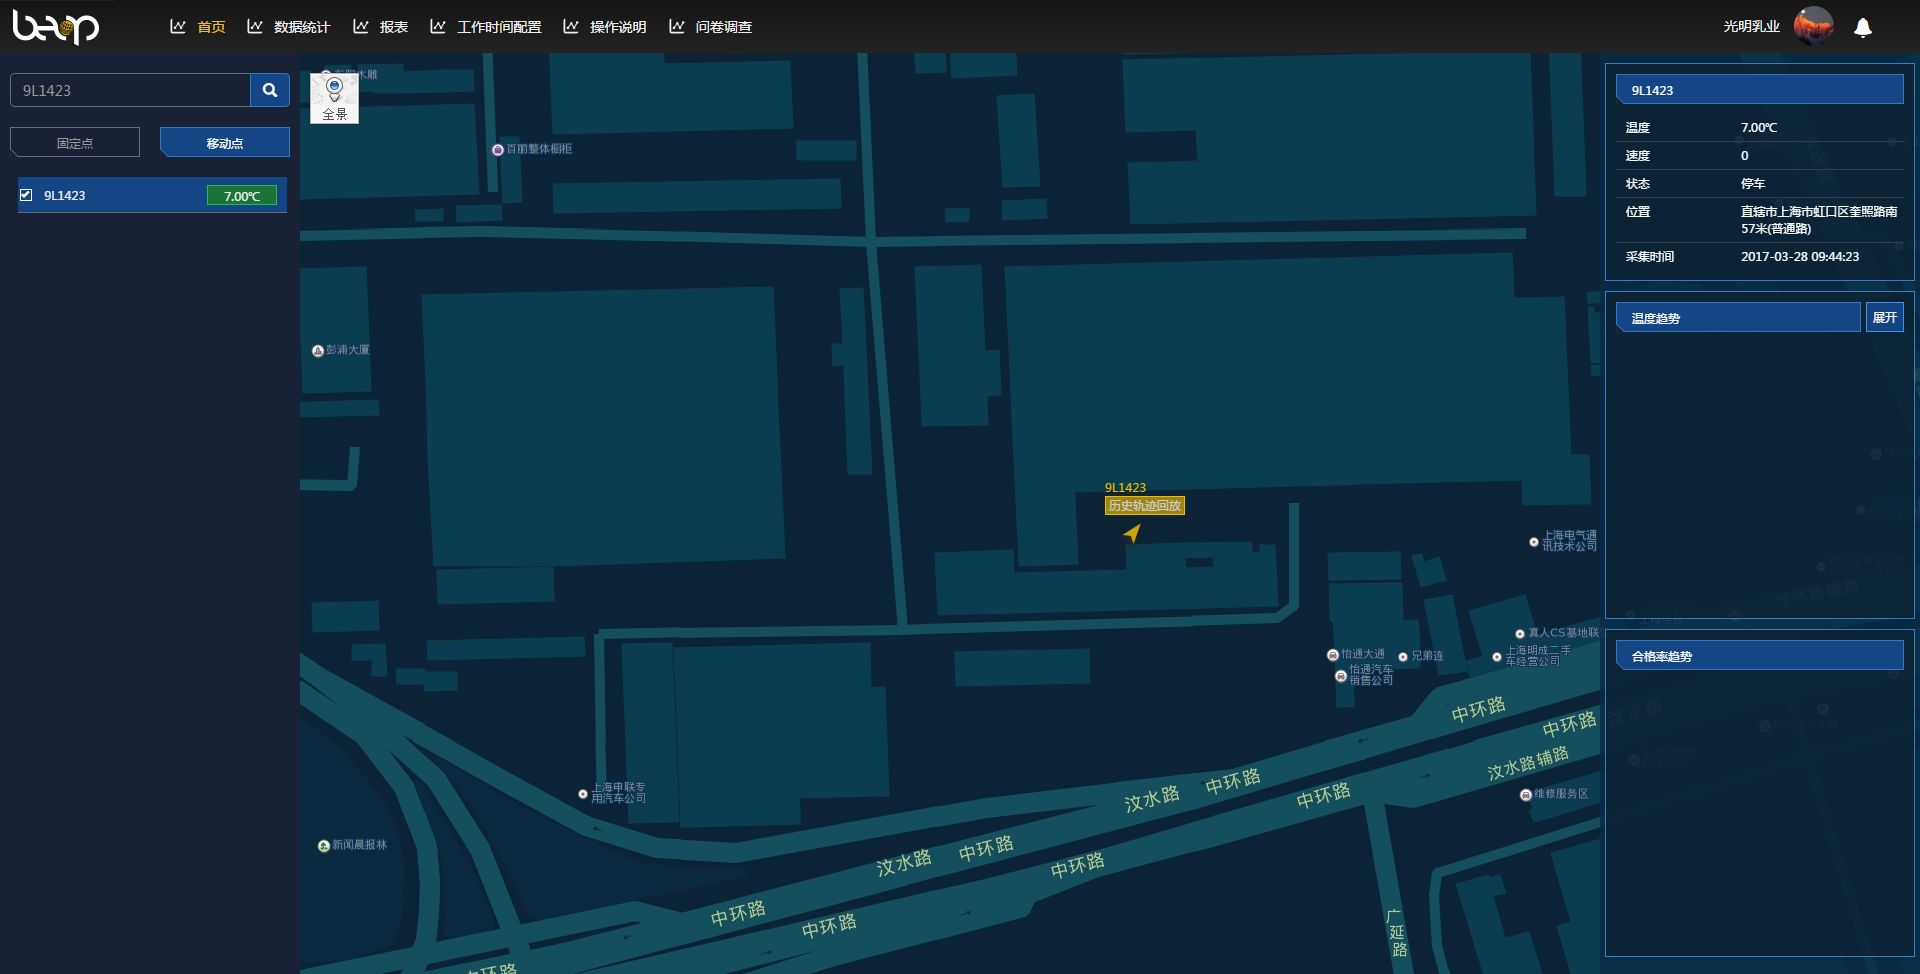 beop
首页
数据统计
报表
工作时间配置
操作说明
问卷调查
光明乳业
9L1423
固定点
移动点
9L1423
7.00℃
全景
百丽整体橱柜
彭浦大厦
9L1423
历史轨迹回放
上海电气通
讯技术公司
真人CS基地联
怡通大通
兄弟连
上海明成二手
车经营公司
怡通汽车
销售公司
中环路
中环路
汶水路辅路
中环路
汶水路
中环路
维修服务区
上海申联专
用汽车公司
新闻晨报林
汶水路
中环路
中环路
中环路
中环路
中环路
广延路
9L1423
温度
7.00℃
速度
0
状态
停车
位置
直辖市上海市虹口区奎照路南
57米(普通路)
采集时间
2017-03-28 09:44:23
温度趋势
展开
合格率趋势
汶水路辅路
汶水路